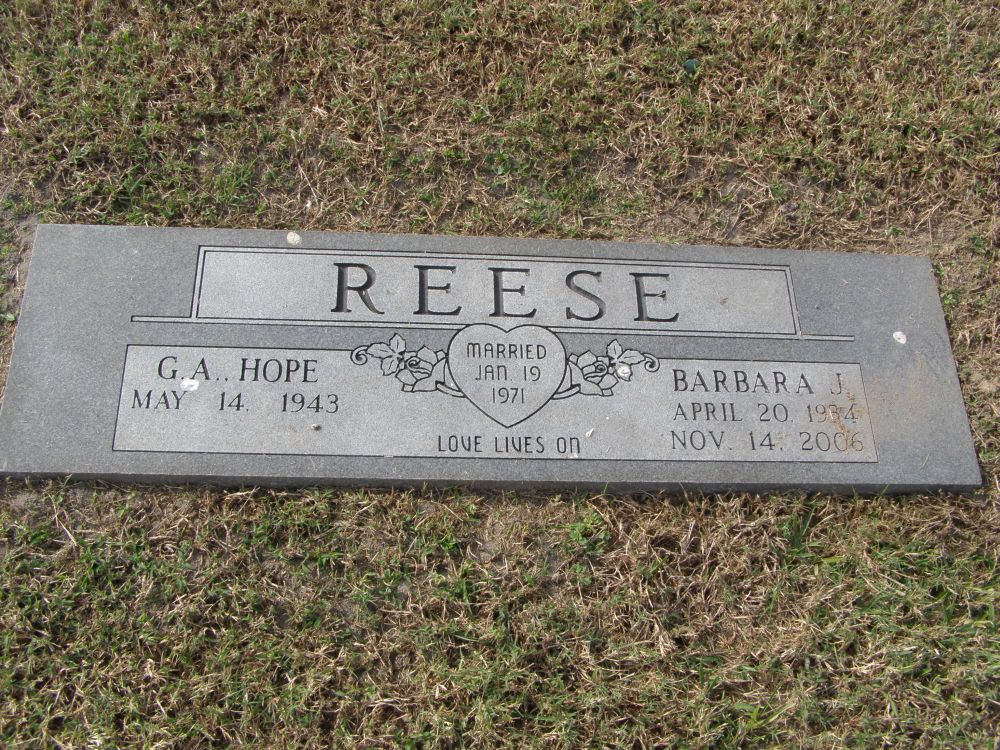 REESE
G.A., HOPE
MAY 14, 1943
MARRIED
JAN 19
1971
BARBARA J.
APRIL 20, 1934
NOV. 14, 2006
LOVE LIVES ON